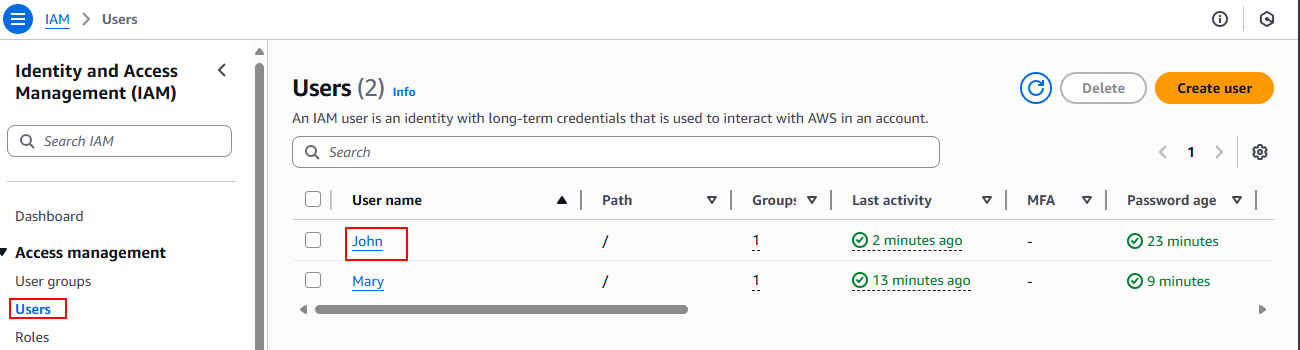 IAM > Users
Identity and Access
Management (IAM)
Search IAM
Dashboard
Access management
User groups
Users
Roles
Users (2) Info
Delete
Create user
An IAM user is an identity with long-term credentials that is used to interact with AWS in an account.
Search
1
User name Path Groups Last activity MFA Password age
John / 1 2 minutes ago - 23 minutes
Mary / 1 13 minutes ago - 9 minutes